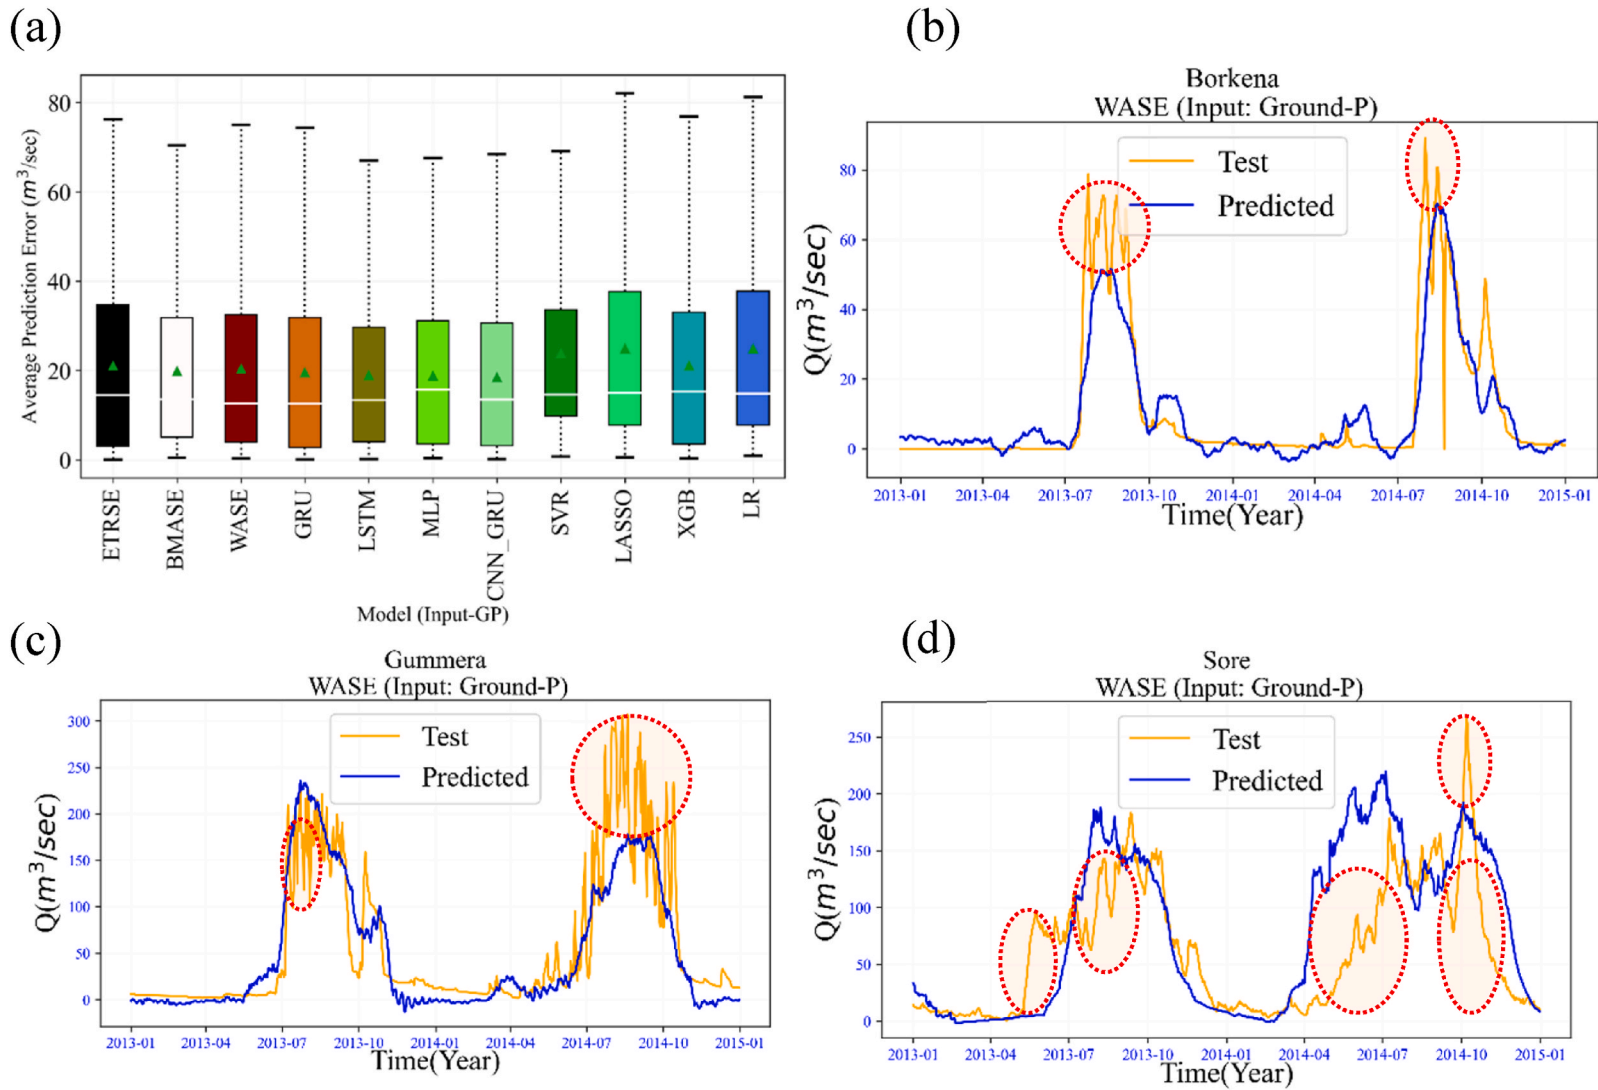 (a)
80
60
40
20
0
Average Prediction Error (m³/sec)
ETRSE
BMASE
WASE
GRU
LSTM
MLP
CNN_GRU
SVR
LASSO
XGB
LR
Model (Input-GP)
(b)
Borkena
WASE (Input: Ground-P)
Test
Predicted
80
60
40
20
0
Q(m³/sec)
2013-01 2013-04 2013-07 2013-10 2014-01 2014-04 2014-07 2014-10 2015-01
Time(Year)
(c)
Gummera
WASE (Input: Ground-P)
Test
Predicted
300
250
200
150
100
50
0
Q(m³/sec)
2013-01 2013-04 2013-07 2013-10 2014-01 2014-04 2014-07 2014-10 2015-01
Time(Year)
(d)
Sore
WASE (Input: Ground-P)
Test
Predicted
250
200
150
100
50
0
Q(m³/sec)
2013-01 2013-04 2013-07 2013-10 2014-01 2014-04 2014-07 2014-10 2015-01
Time(Year)